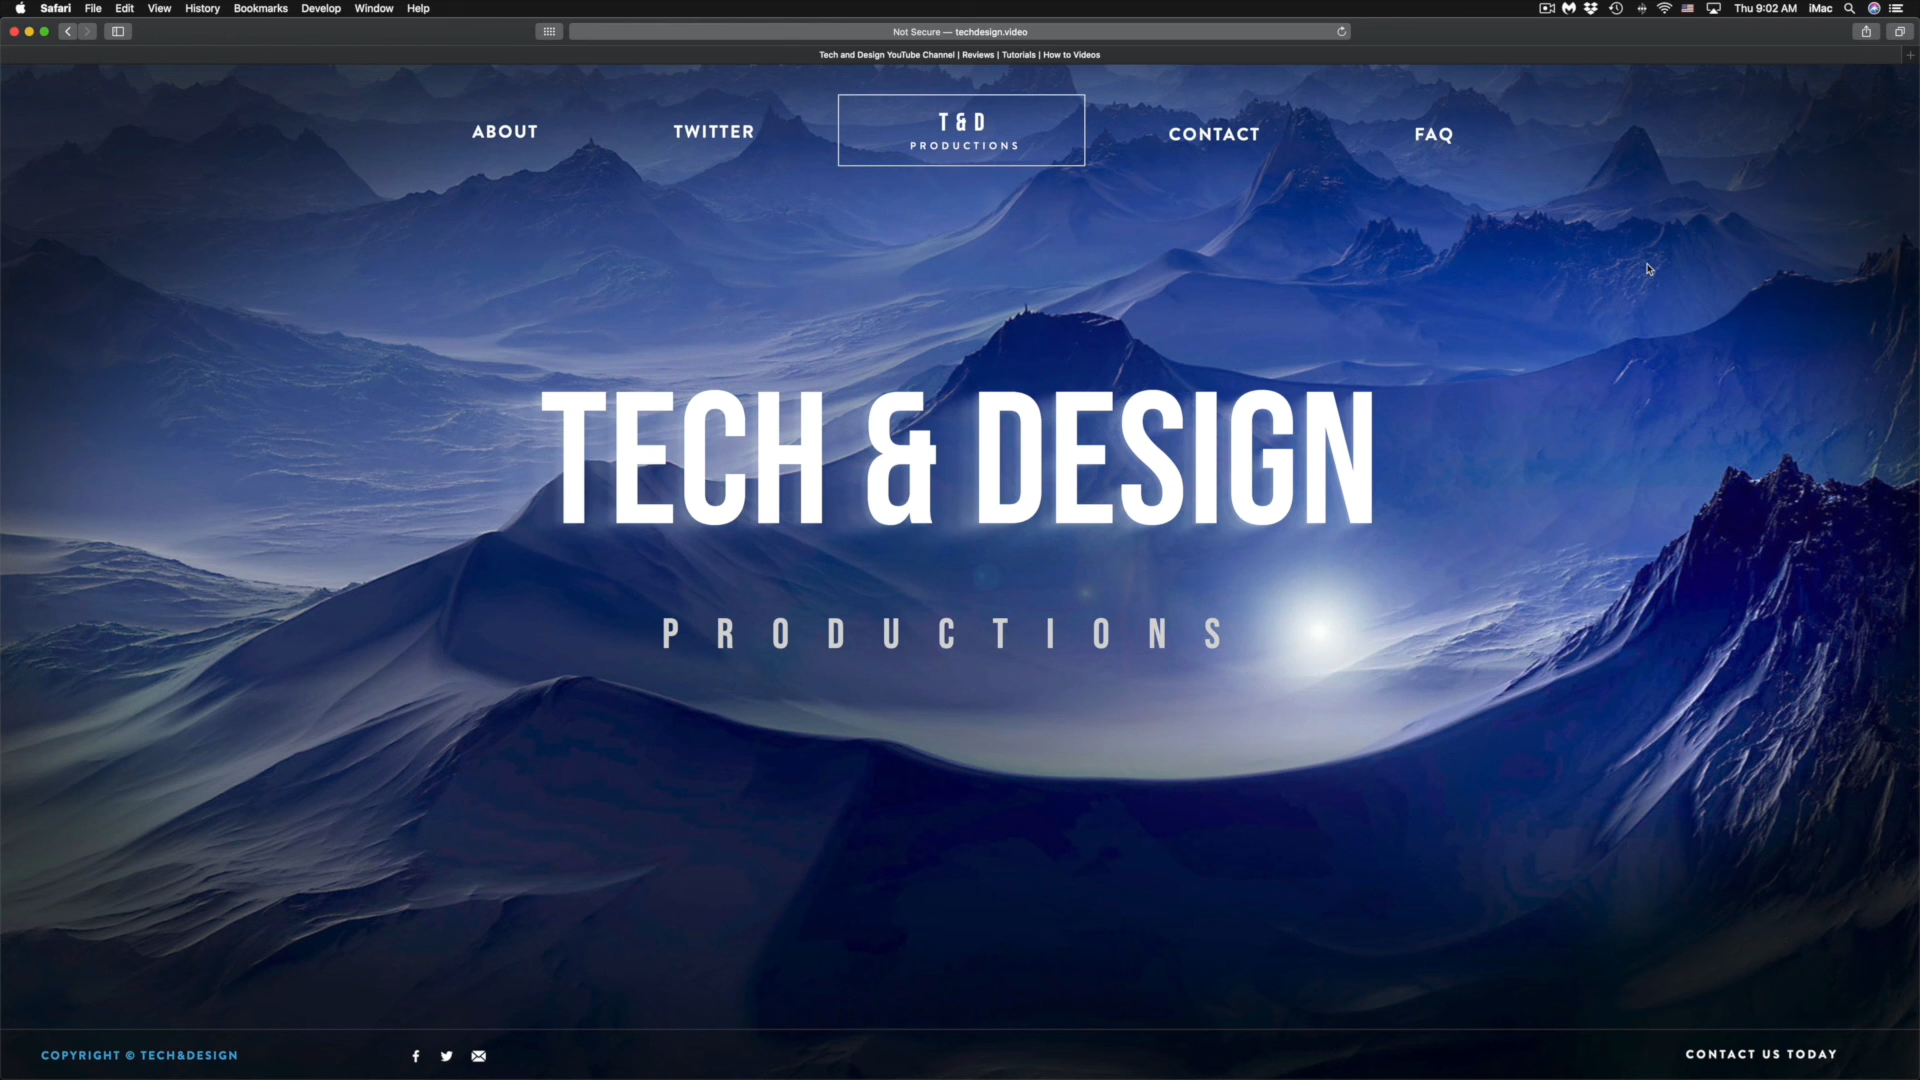 Safari File Edit View History Bookmarks Develop Window Help Thu 9:02 AM iMac
Not Secure — techdesign.video
Tech and Design YouTube Channel | Reviews | Tutorials | How to Videos
ABOUT TWITTER T & D CONTACT FAQ
PRODUCTIONS
TECH & DESIGN
PRODUCTIONS
COPYRIGHT © TECH&DESIGN CONTACT US TODAY